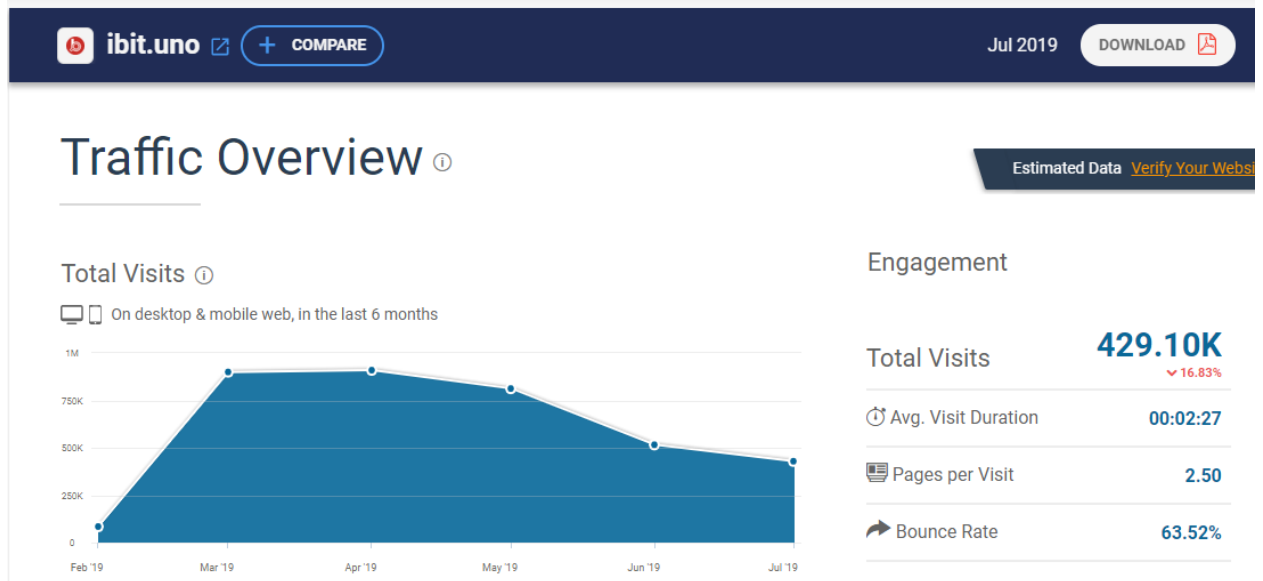 ibit.uno + COMPARE Jul 2019 DOWNLOAD
Traffic Overview
Estimated Data Verify Your Websi
Total Visits
On desktop & mobile web, in the last 6 months
1M
750K
500K
250K
0
Feb '19 Mar '19 Apr '19 May '19 Jun '19 Jul '19
Engagement
Total Visits 429.10K
16.83%
Avg. Visit Duration 00:02:27
Pages per Visit 2.50
Bounce Rate 63.52%